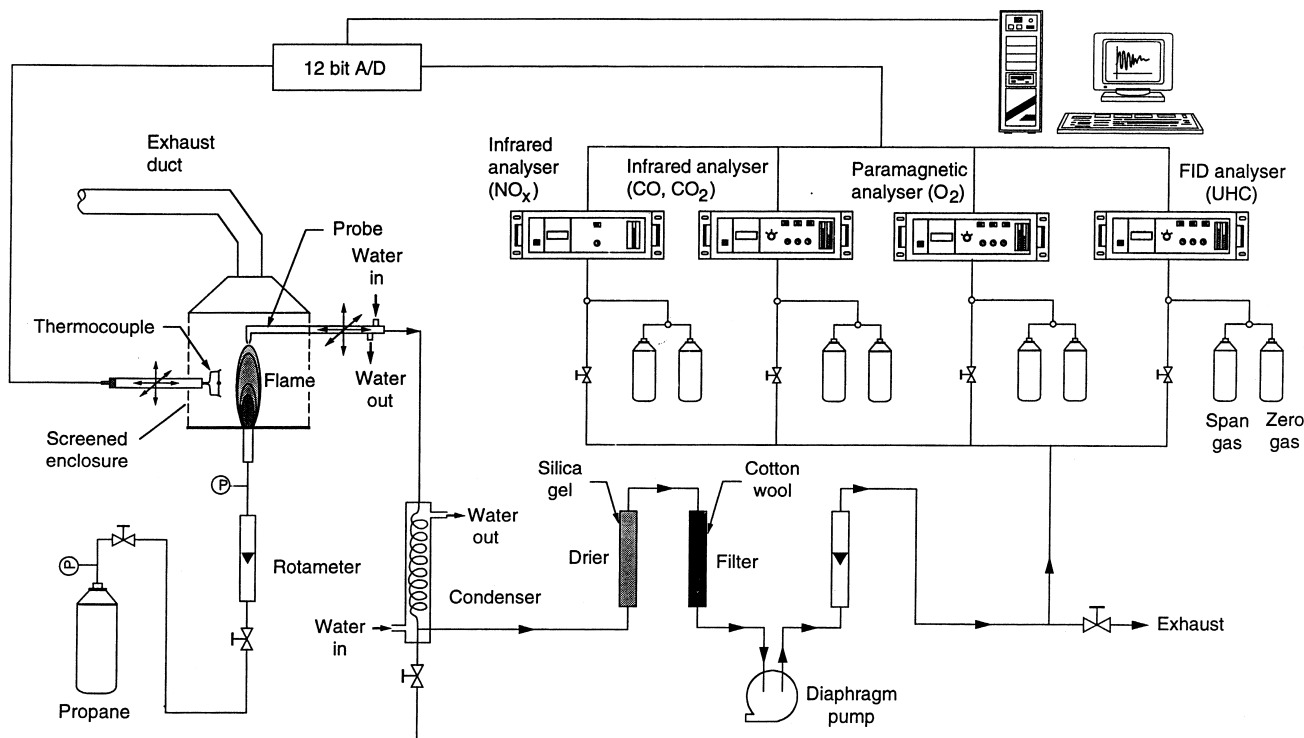 12 bit A/D
Exhaust
duct
Infrared
analyser
(NOx)
Infrared analyser
(CO, CO2)
Paramagnetic
analyser (O2)
FID analyser
(UHC)
Probe
Water
in
Thermocouple
Flame
Water
out
Screened
enclosure
Span
gas
Zero
gas
P
Silica
gel
Cotton
wool
Water
out
Drier
Filter
P
Rotameter
Condenser
Water
in
Exhaust
Propane
Diaphragm
pump